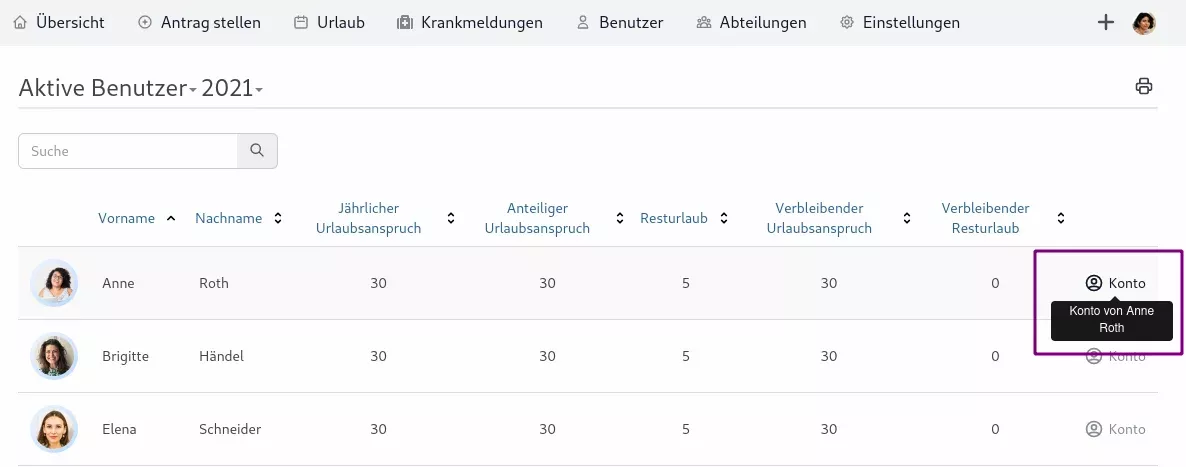 Übersicht Antrag stellen Urlaub Krankmeldungen Benutzer Abteilungen Einstellungen
Aktive Benutzer 2021
Suche
Vorname Nachname Jährlicher Urlaubsanspruch Anteiliger Urlaubsanspruch Resturlaub Verbleibender Urlaubsanspruch Verbleibender Resturlaub
Anne Roth 30 30 5 30 0 Konto
Konto von Anne
Roth
Brigitte Händel 30 30 5 30 0 Konto
Elena Schneider 30 30 5 30 0 Konto